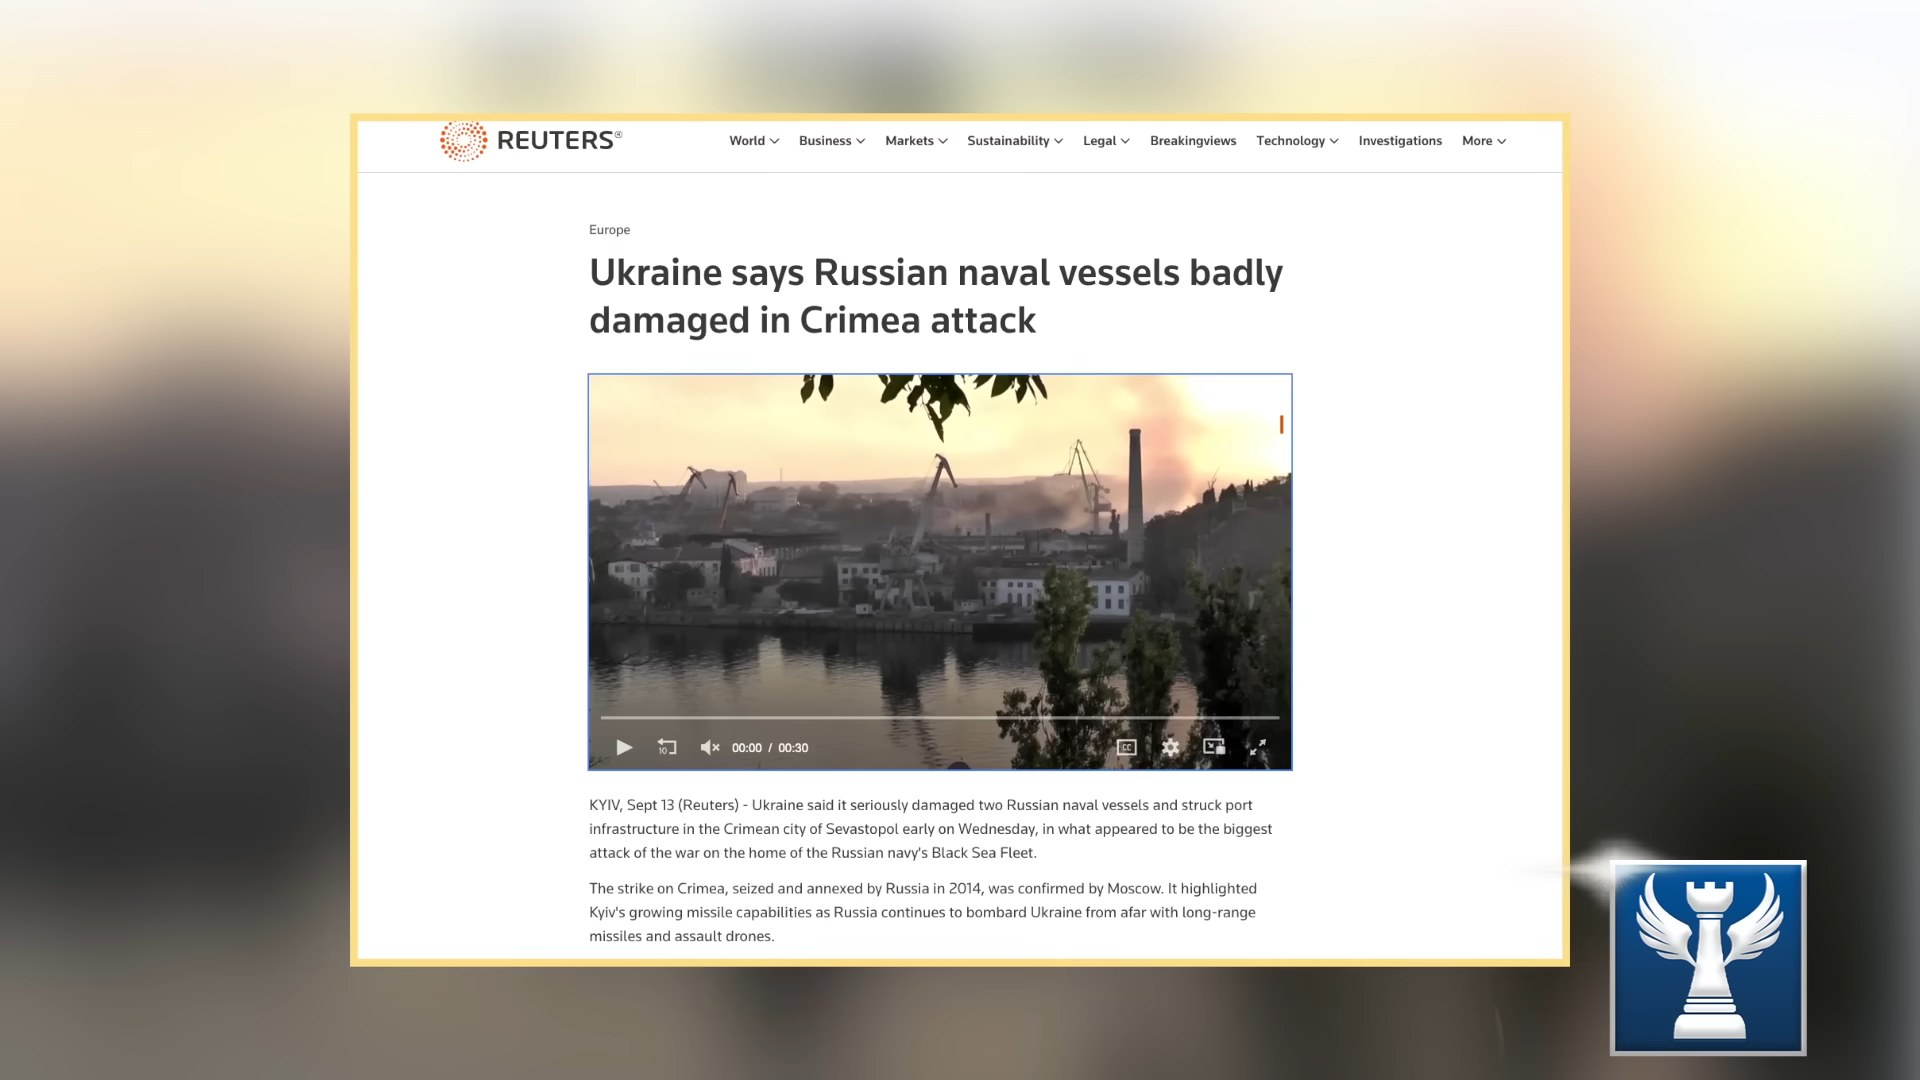 REUTERS®
World Business Markets Sustainability Legal Breakingviews Technology Investigations More
Europe
Ukraine says Russian naval vessels badly
damaged in Crimea attack
10
00:00 / 00:30
CC
KYIV, Sept 13 (Reuters) - Ukraine said it seriously damaged two Russian naval vessels and struck port
infrastructure in the Crimean city of Sevastopol early on Wednesday, in what appeared to be the biggest
attack of the war on the home of the Russian navy's Black Sea Fleet.
The strike on Crimea, seized and annexed by Russia in 2014, was confirmed by Moscow. It highlighted
Kyiv's growing missile capabilities as Russia continues to bombard Ukraine from afar with long-range
missiles and assault drones.